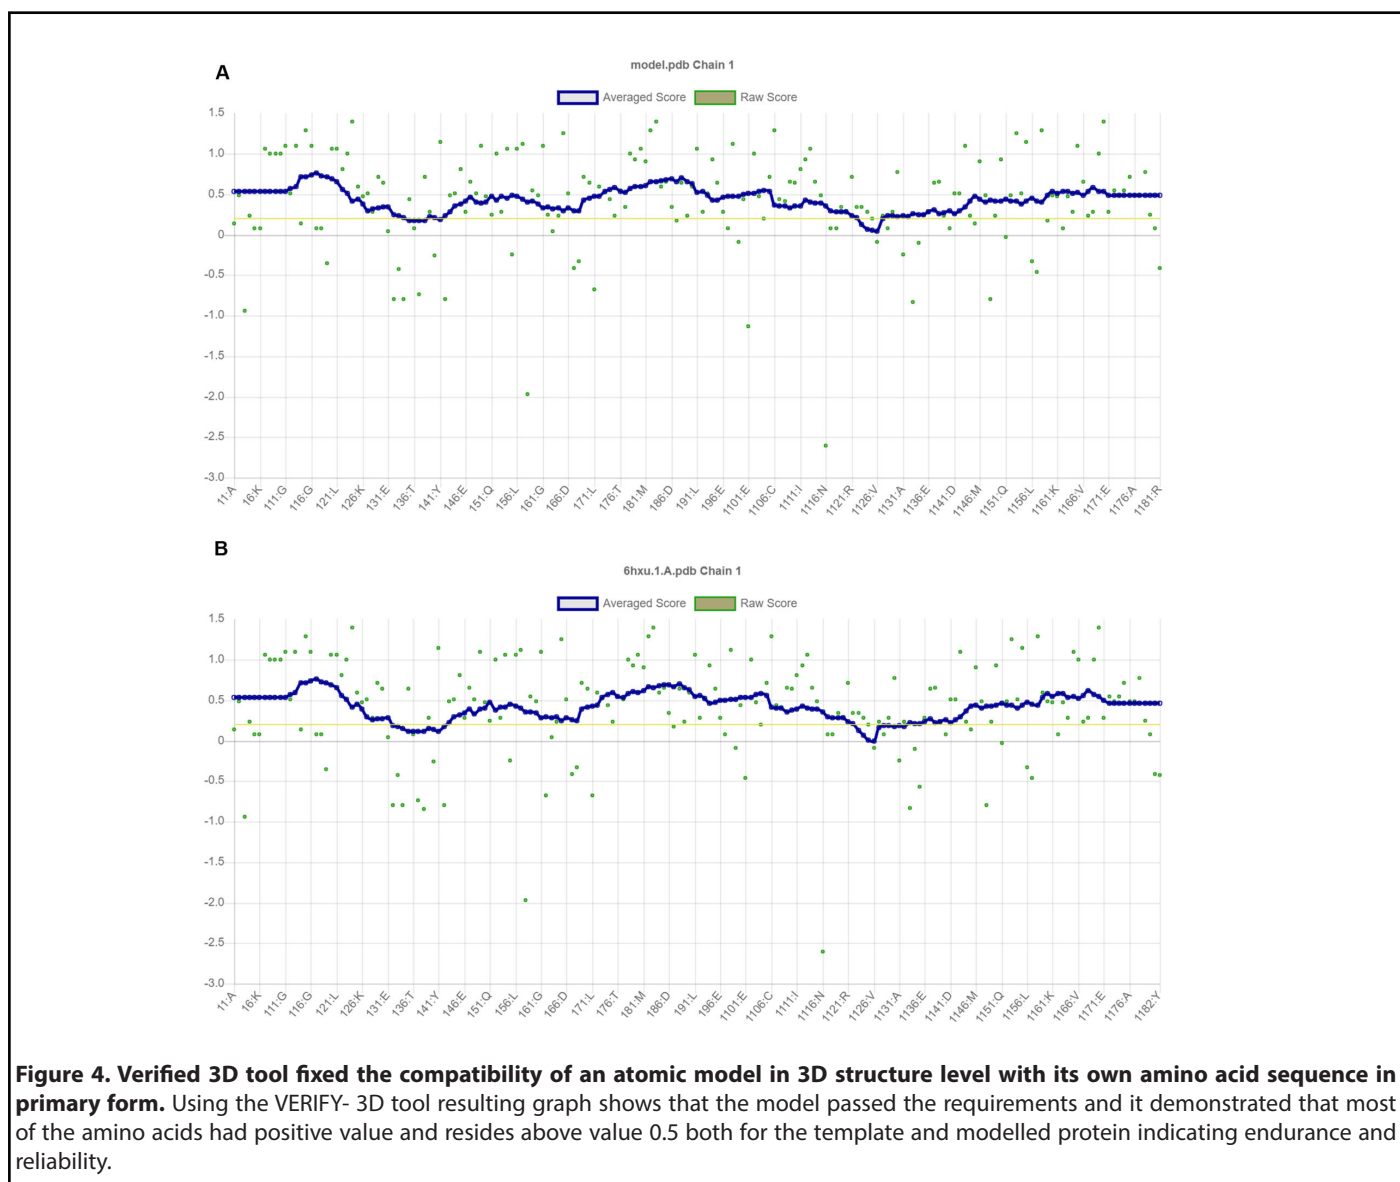 A
model.pdb Chain 1
Averaged Score Raw Score
1.5
1.0
0.5
0
-0.5
-1.0
-1.5
-2.0
-2.5
-3.0
11:A 16:K 111:G 116:G 121:L 126:K 131:E 136:T 141:Y 146:E 151:Q 156:L 161:G 166:D 171:L 176:T 181:M 186:D 191:L 196:E 1101:E 1106:C 1111:I 1116:N 1121:R 1126:V 1131:A 1136:E 1141:D 1146:M 1151:Q 1156:L 1161:K 1166:V 1171:E 1176:A 1181:R
B
6hxu.1.A.pdb Chain 1
Averaged Score Raw Score
1.5
1.0
0.5
0
-0.5
-1.0
-1.5
-2.0
-2.5
-3.0
11:A 16:K 111:G 116:G 121:L 126:K 131:E 136:T 141:Y 146:E 151:Q 156:L 161:G 166:D 171:L 176:T 181:M 186:D 191:L 196:E 1101:E 1106:C 1111:I 1116:N 1121:R 1126:V 1131:A 1136:E 1141:D 1146:M 1151:Q 1156:L 1161:K 1166:V 1171:E 1176:A 1182:Y
Figure 4. Verified 3D tool fixed the compatibility of an atomic model in 3D structure level with its own amino acid sequence in
primary form. Using the VERIFY- 3D tool resulting graph shows that the model passed the requirements and it demonstrated that most
of the amino acids had positive value and resides above value 0.5 both for the template and modelled protein indicating endurance and
reliability.